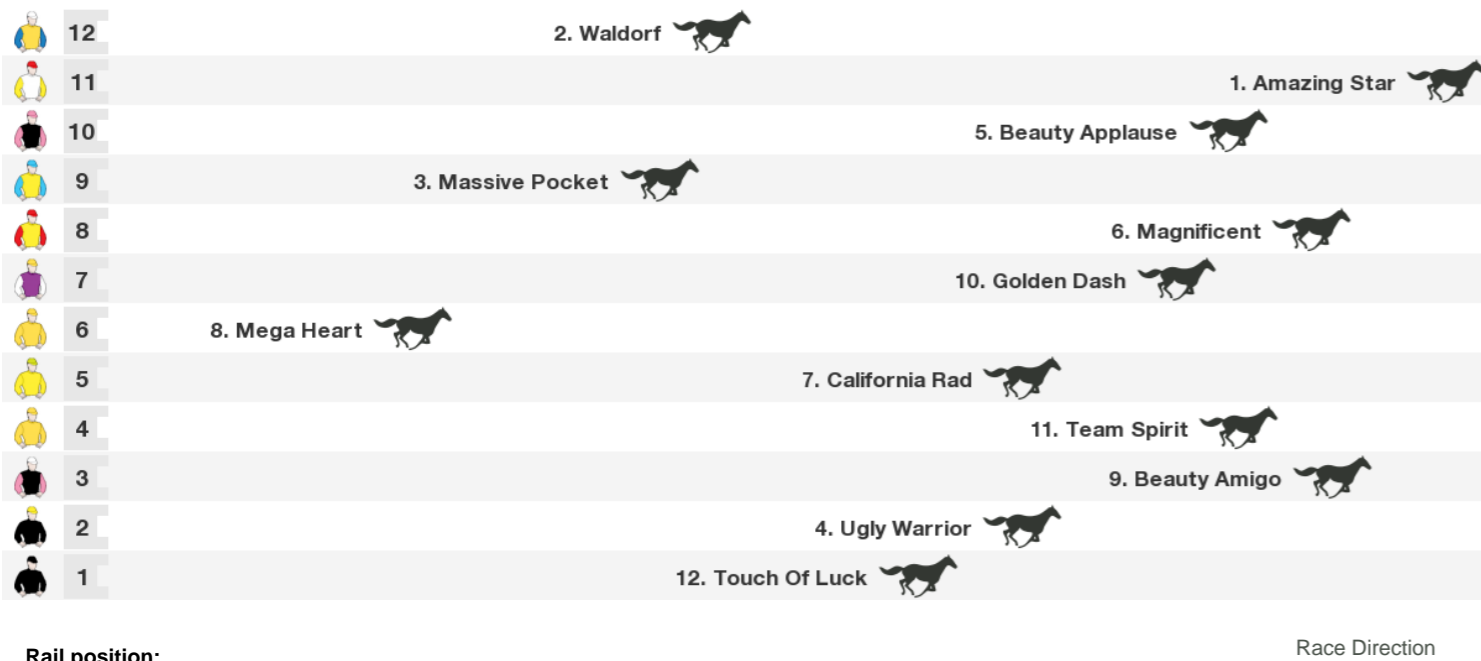 12 2. Waldorf
11 1. Amazing Star
10 5. Beauty Applause
9 3. Massive Pocket
8 6. Magnificent
7 10. Golden Dash
6 8. Mega Heart
5 7. California Rad
4 11. Team Spirit
3 9. Beauty Amigo
2 4. Ugly Warrior
1 12. Touch Of Luck
Race Direction
Rail position: